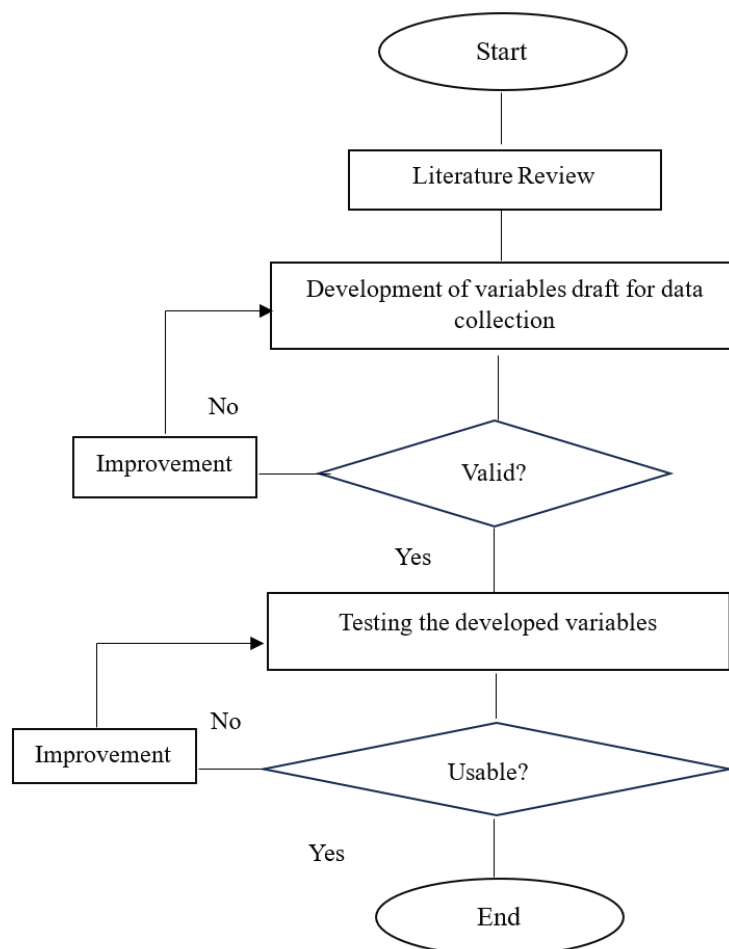 Start
Literature Review
Development of variables draft for data
collection
No
Improvement
Valid?
Yes
Testing the developed variables
No
Improvement
Usable?
Yes
End